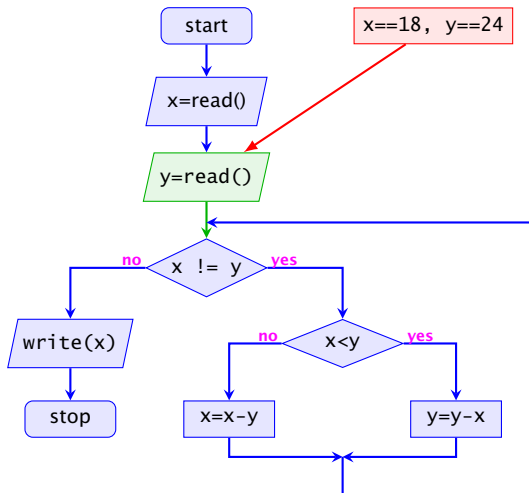 start
x==18, y==24
x=read()
y=read()
x != y
no
yes
write(x)
x<y
no
yes
stop
x=x-y
y=y-x